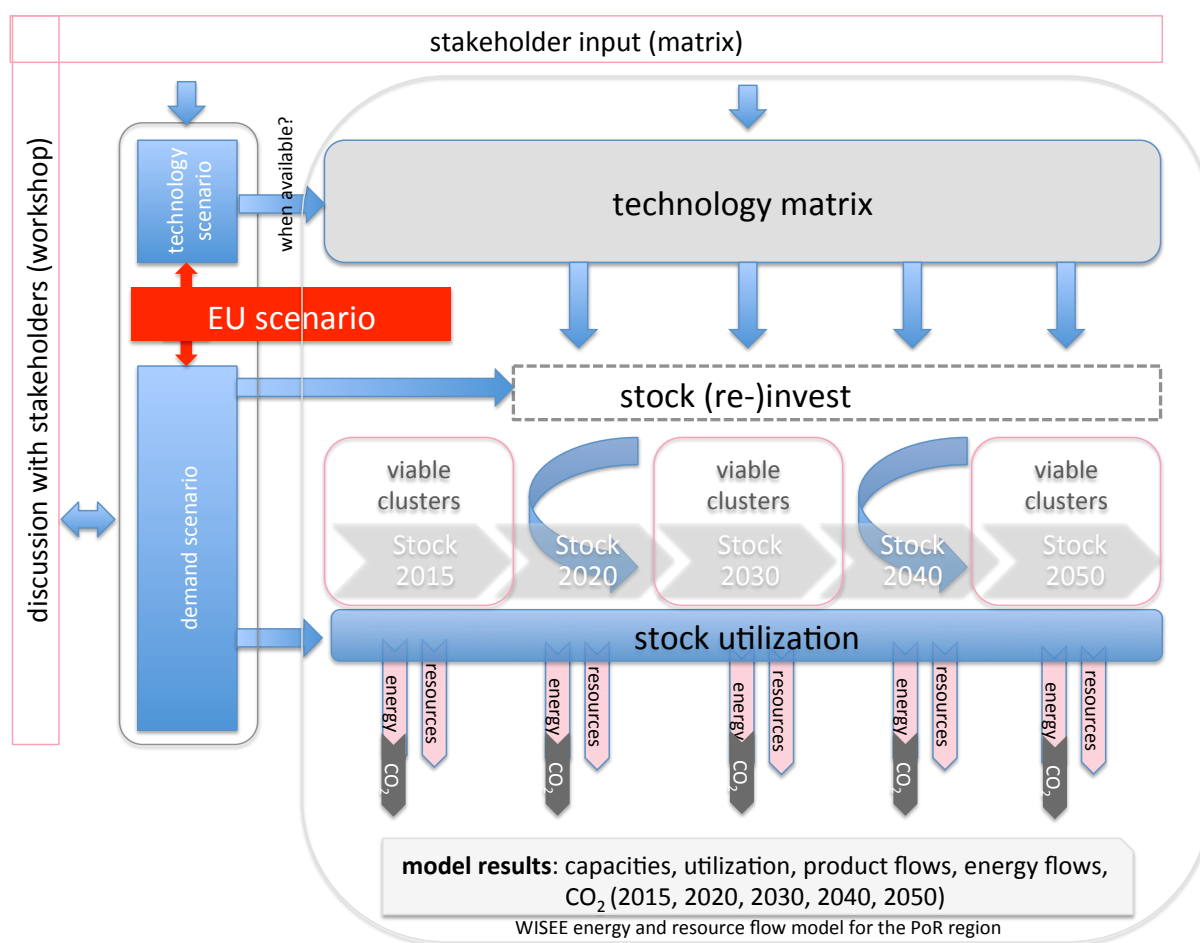 stakeholder input (matrix)
discussion with stakeholders (workshop)
technology
scenario
when available?
technology matrix
EU scenario
demand scenario
stock (re-)invest
viable
clusters
viable
clusters
viable
clusters
Stock
2015
Stock
2020
Stock
2030
Stock
2040
Stock
2050
stock utilization
energy
resources
energy
resources
energy
resources
energy
resources
energy
resources
CO₂
CO₂
CO₂
CO₂
CO₂
model results: capacities, utilization, product flows, energy flows,
CO₂ (2015, 2020, 2030, 2040, 2050)
WISEE energy and resource flow model for the PoR region